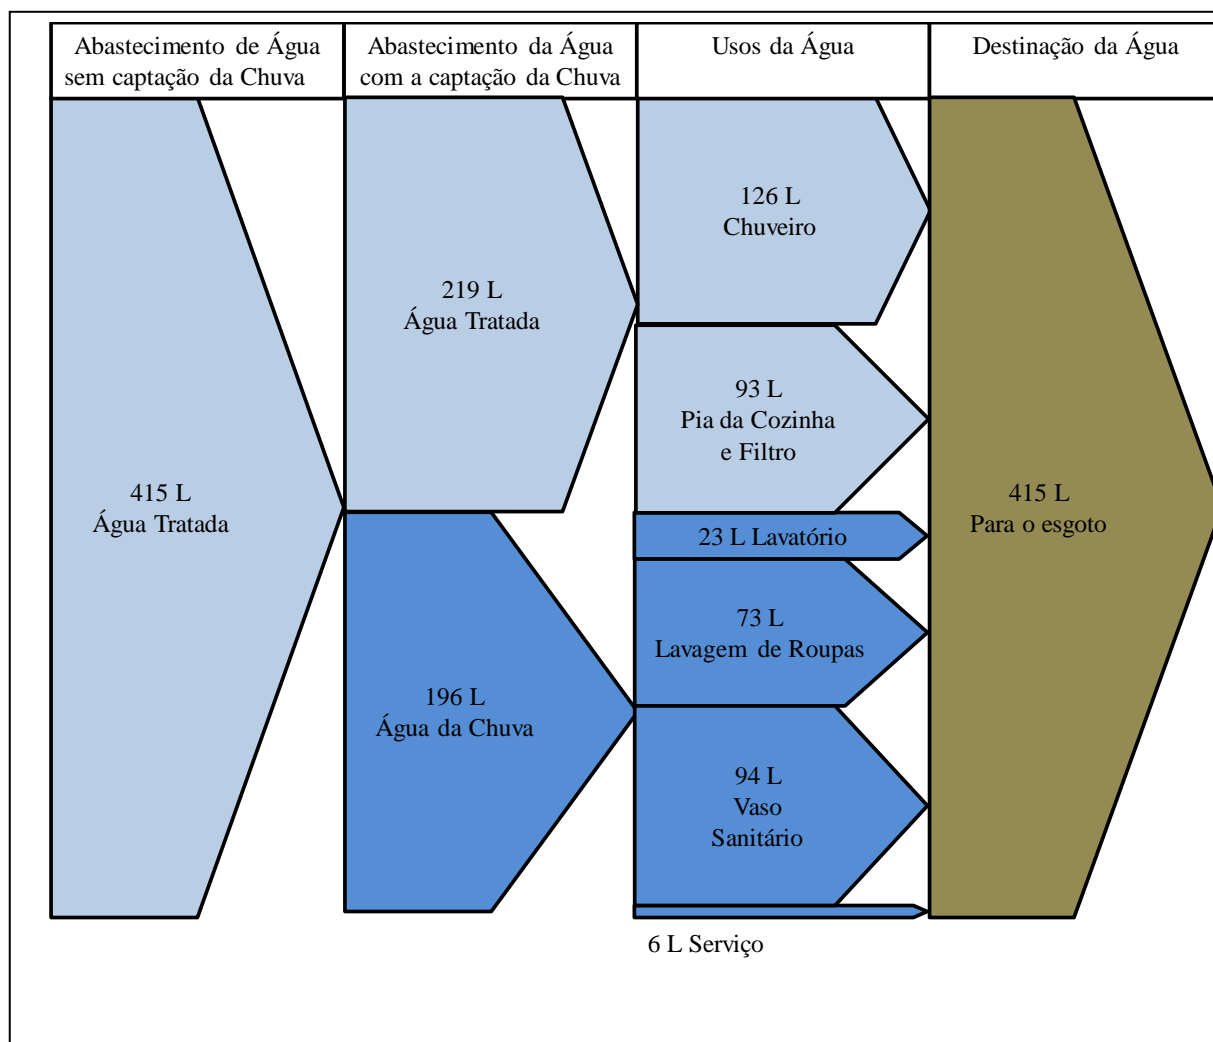 Abastecimento de Água
sem captação da Chuva
Abastecimento da Água
com a captação da Chuva
Usos da Água
Destinação da Água
415 L
Água Tratada
219 L
Água Tratada
196 L
Água da Chuva
126 L
Chuveiro
93 L
Pia da Cozinha
e Filtro
23 L Lavatório
73 L
Lavagem de Roupas
94 L
Vaso
Sanitário
6 L Serviço
415 L
Para o esgoto